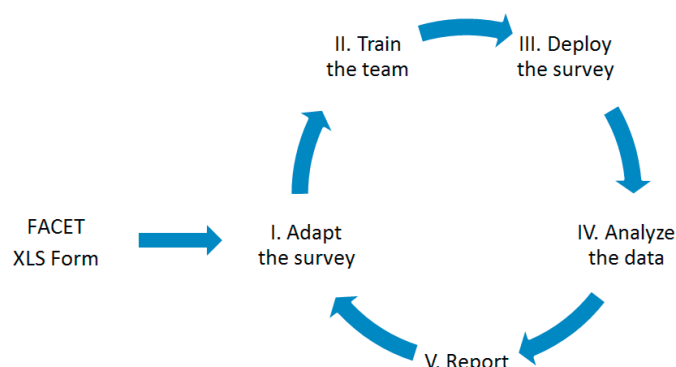 II. Train
the team
III. Deploy
the survey
FACET
XLS Form
I. Adapt
the survey
IV. Analyze
the data
V. Report